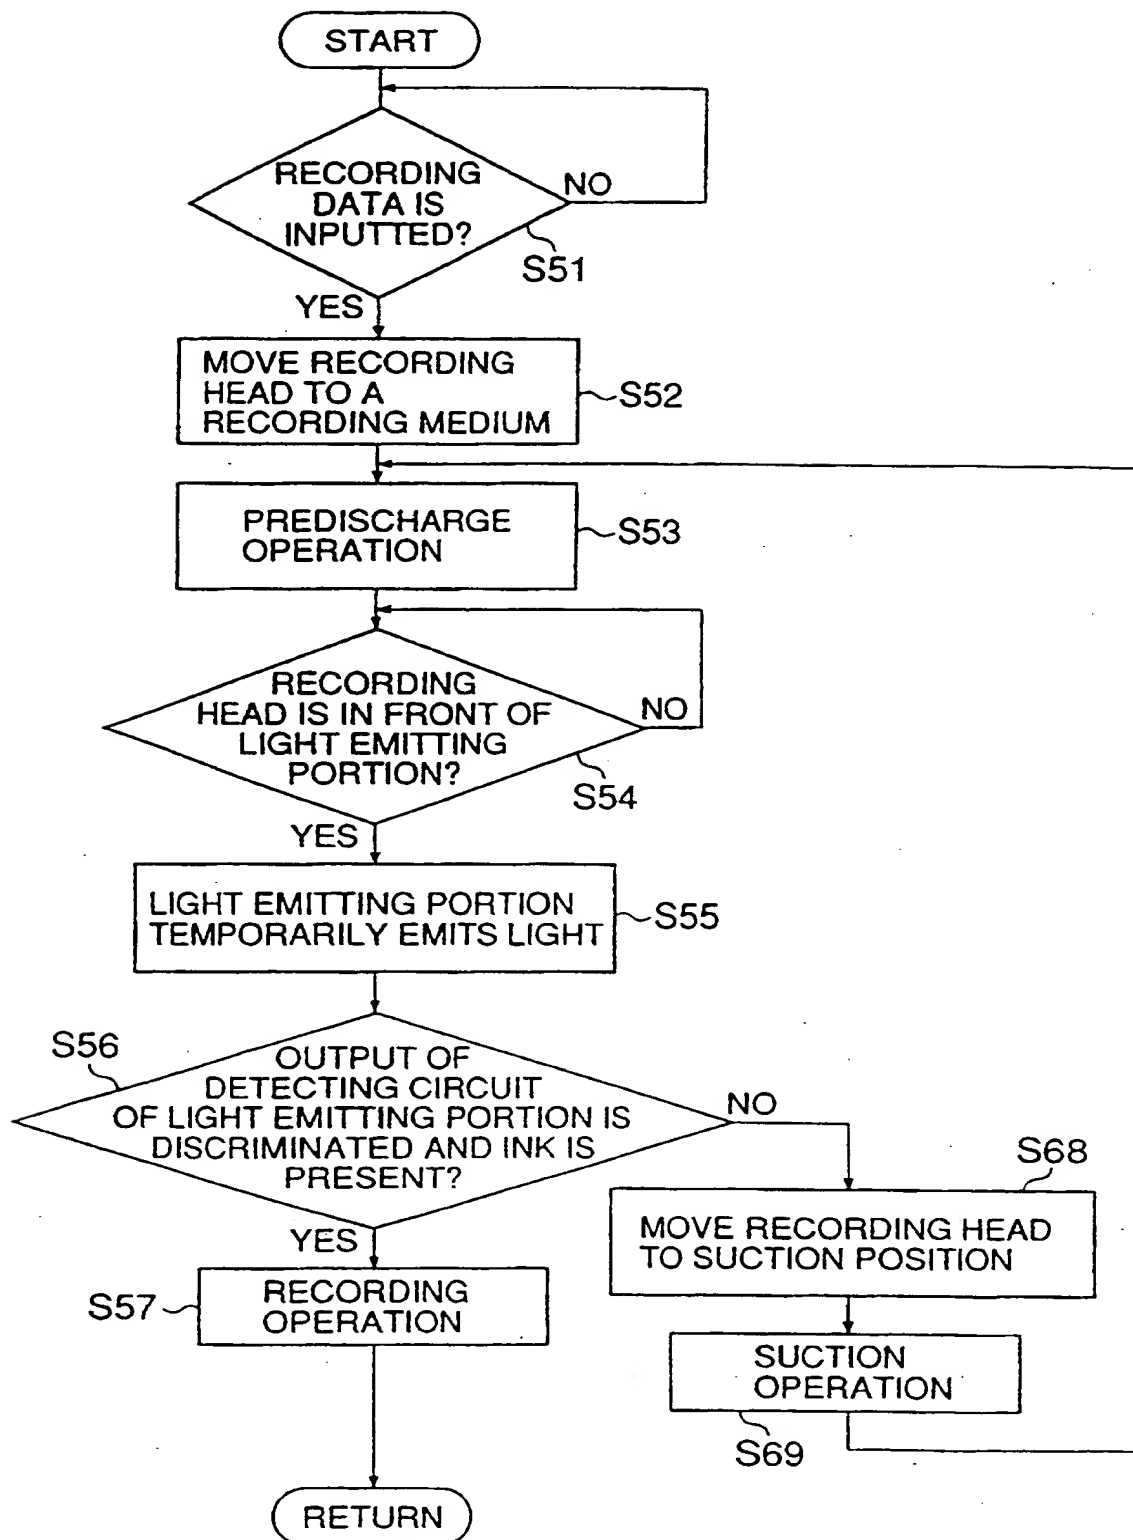 START
RECORDING
DATA IS
INPUTTED?
NO
S51
YES
MOVE RECORDING
HEAD TO A
RECORDING MEDIUM
S52
PREDISCHARGE
OPERATION
S53
RECORDING
HEAD IS IN FRONT OF
LIGHT EMITTING
PORTION?
NO
S54
YES
LIGHT EMITTING PORTION
TEMPORARILY EMITS LIGHT
S55
S56
OUTPUT OF
DETECTING CIRCUIT
OF LIGHT EMITTING PORTION IS
DISCRIMINATED AND INK IS
PRESENT?
NO
YES
S68
MOVE RECORDING HEAD
TO SUCTION POSITION
S57
RECORDING
OPERATION
SUCTION
OPERATION
S69
RETURN